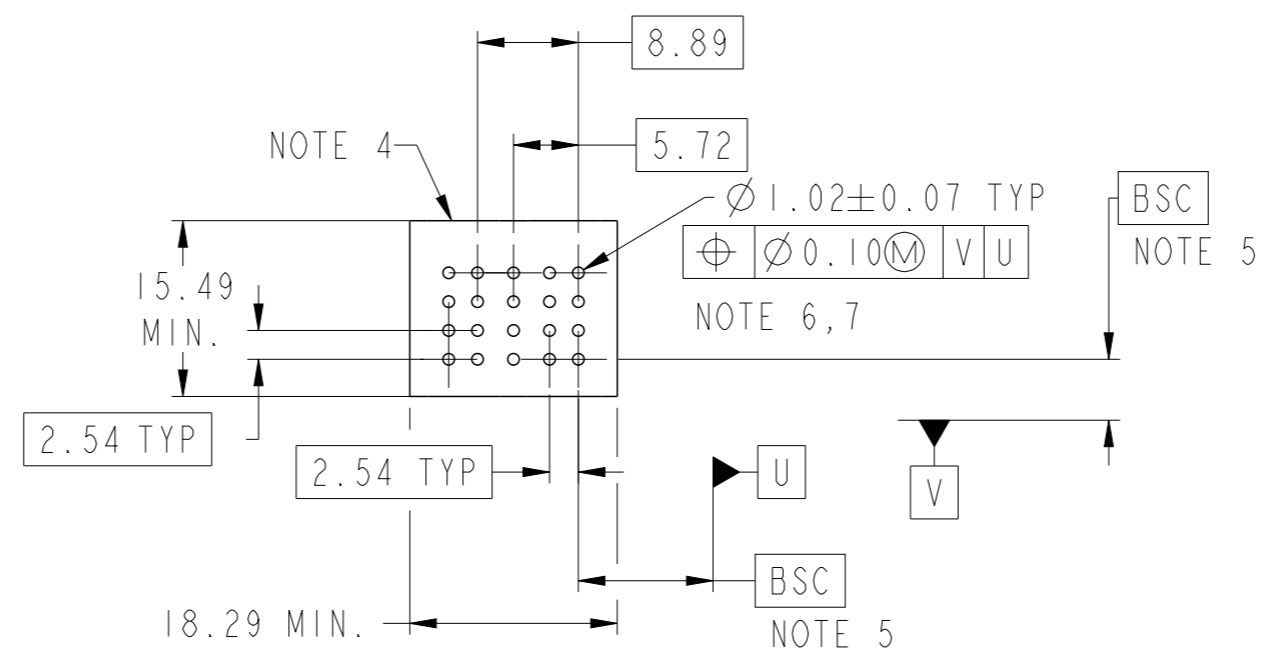 8.89
NOTE 4
5.72
Ø1.02±0.07 TYP
⌖ Ø0.10Ⓜ V U
BSC
NOTE 5
15.49
MIN.
NOTE 6,7
2.54 TYP
2.54 TYP
U
V
BSC
NOTE 5
18.29 MIN.